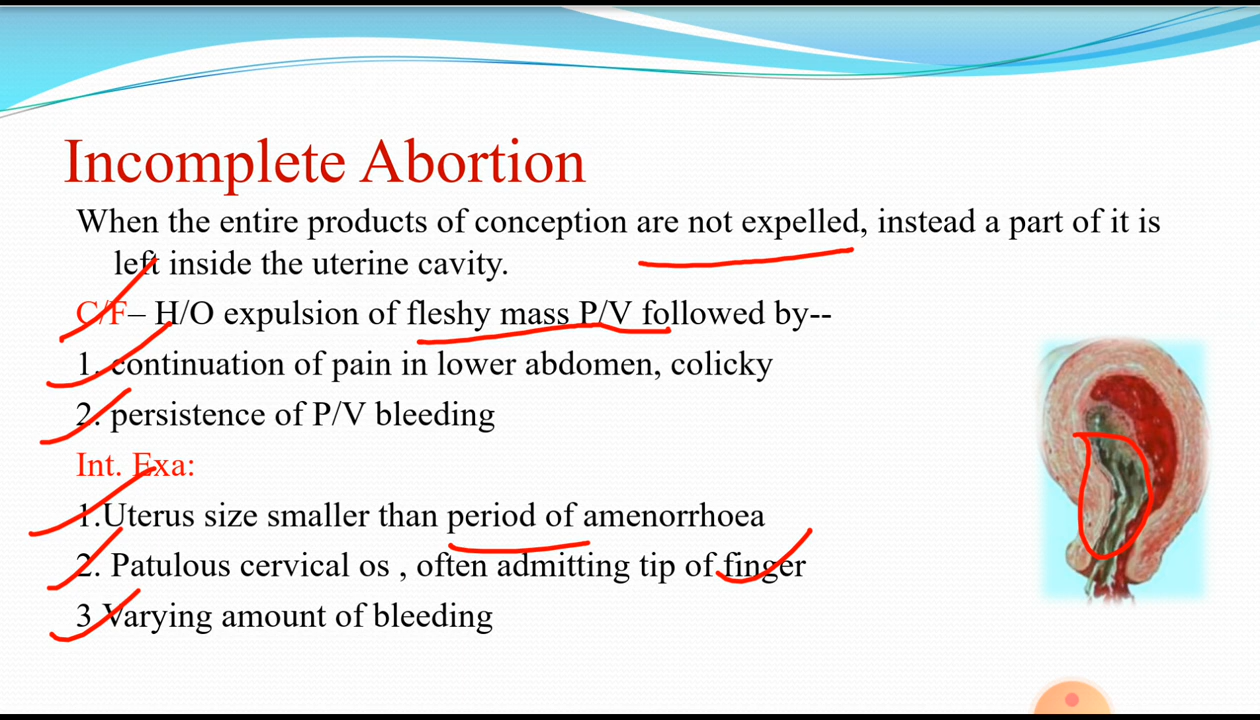 Incomplete Abortion
When the entire products of conception are not expelled, instead a part of it is
left inside the uterine cavity.
C/F– H/O expulsion of fleshy mass P/V followed by--
1. continuation of pain in lower abdomen, colicky
2. persistence of P/V bleeding
Int. Exa:
1.Uterus size smaller than period of amenorrhoea
2. Patulous cervical os , often admitting tip of finger
3 Varying amount of bleeding